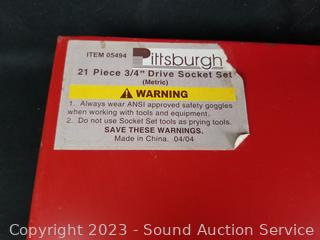 ITEM 05494 Pittsburgh
21 Piece 3/4" Drive Socket Set
(Metric)
WARNING
1. Always wear ANSI approved safety goggles
when working with tools and equipment.
2. Do not use Socket Set tools as prying tools.
SAVE THESE WARNINGS.
Made in China. 04/04
Copyright 2023 - Sound Auction Service